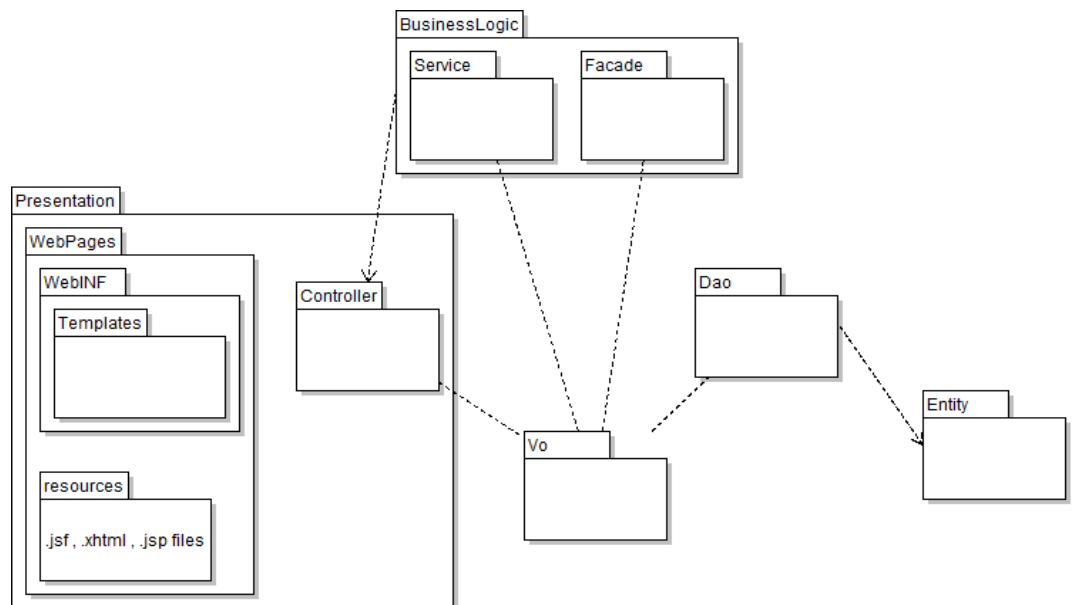 BusinessLogic
Service
Facade
Presentation
WebPages
WebINF
Templates
Controller
Dao
Entity
Vo
resources
.jsf , .xhtml , .jsp files